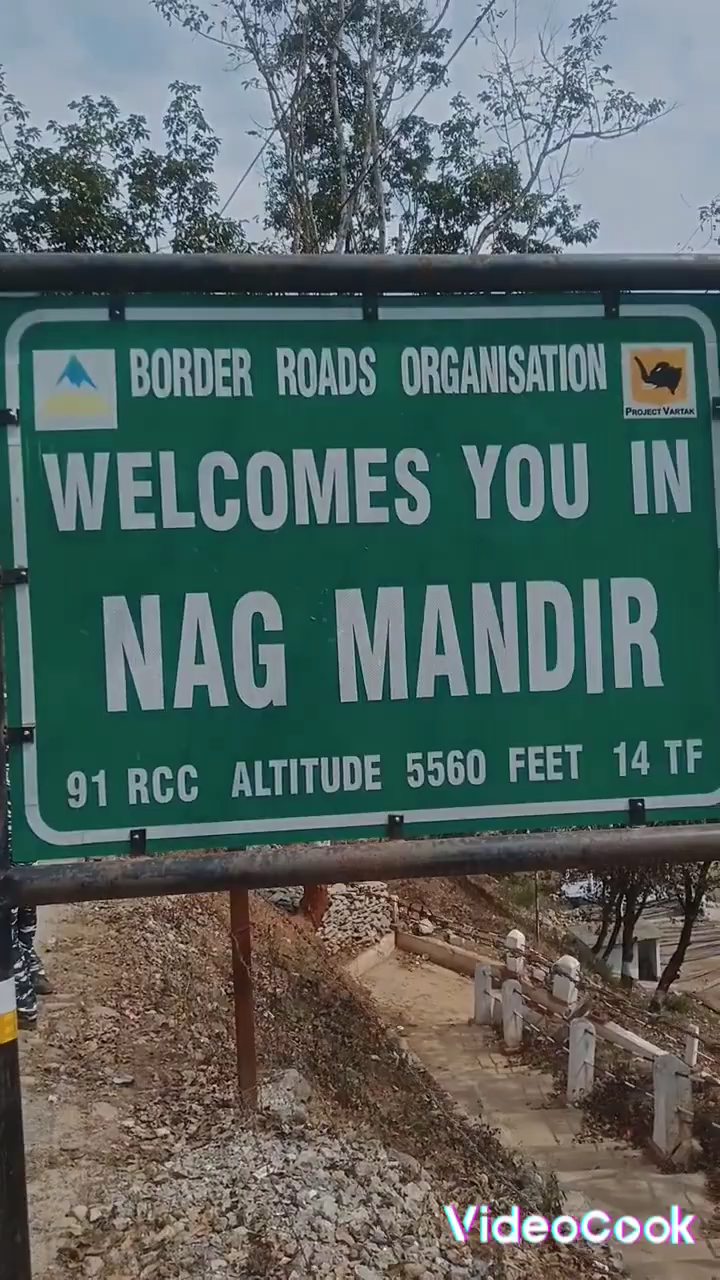 BORDER ROADS ORGANISATION
PROJECT VARTAK
WELCOMES YOU IN
NAG MANDIR
91 RCC ALTITUDE 5560 FEET 14 TF
VideoCook